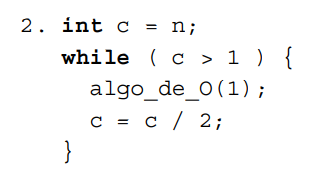 2. int c = n;
while ( c > 1 ) {
algo_de_O(1);
c = c / 2;
}